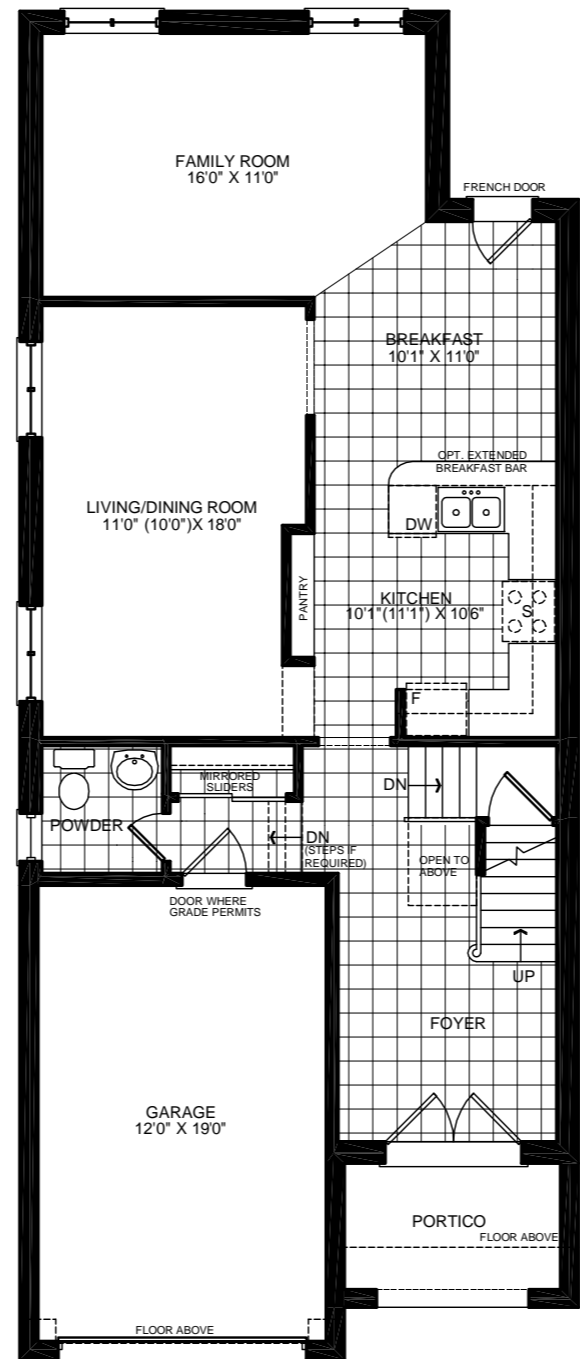 FAMILY ROOM
16'0" X 11'0"
FRENCH DOOR
BREAKFAST
10'1" X 11'0"
OPT. EXTENDED
BREAKFAST BAR
LIVING/DINING ROOM
11'0" (10'0")X 18'0"
DW
PANTRY
KITCHEN
10'1"(11'1") X 10'6"
S
F
MIRRORED
SLIDERS
DN
POWDER
DN
(STEPS IF
REQUIRED)
OPEN TO
ABOVE
DOOR WHERE
GRADE PERMITS
UP
FOYER
GARAGE
12'0" X 19'0"
PORTICO
FLOOR ABOVE
FLOOR ABOVE